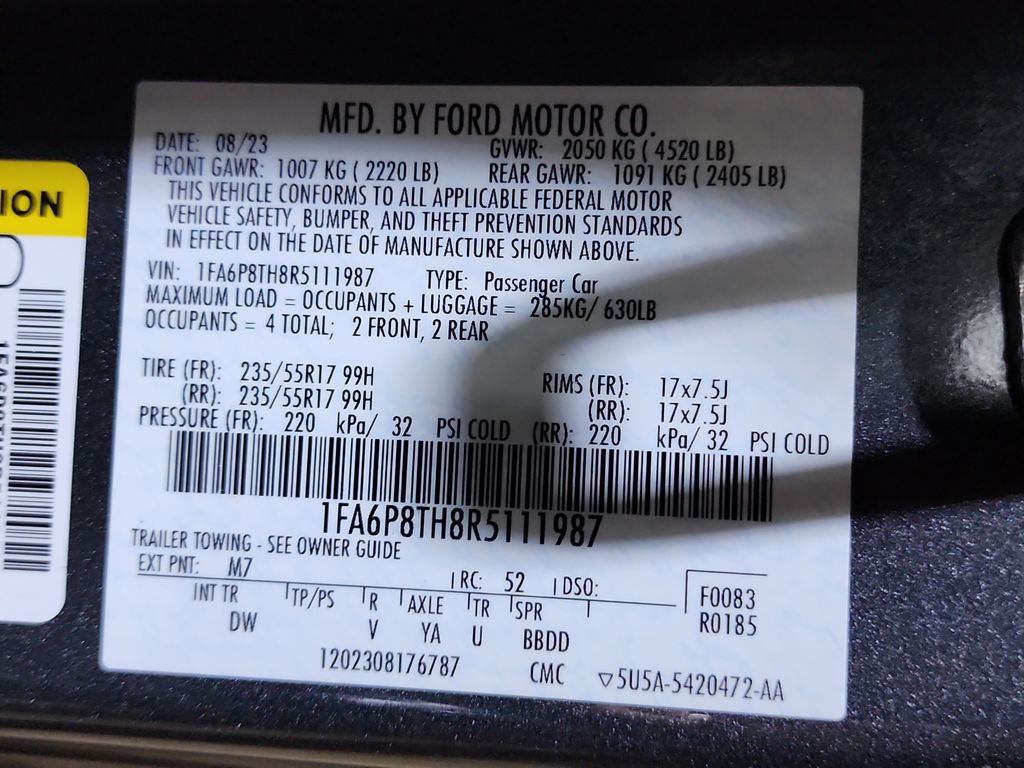 MFD. BY FORD MOTOR CO.
DATE: 08/23 GVWR: 2050 KG ( 4520 LB)
FRONT GAWR: 1007 KG ( 2220 LB) REAR GAWR: 1091 KG ( 2405 LB)
THIS VEHICLE CONFORMS TO ALL APPLICABLE FEDERAL MOTOR
VEHICLE SAFETY, BUMPER, AND THEFT PREVENTION STANDARDS
IN EFFECT ON THE DATE OF MANUFACTURE SHOWN ABOVE.
VIN: 1FA6P8TH8R5111987 TYPE: Passenger Car
MAXIMUM LOAD = OCCUPANTS + LUGGAGE = 285KG/ 630LB
OCCUPANTS = 4 TOTAL; 2 FRONT, 2 REAR
TIRE (FR): 235/55R17 99H RIMS (FR): 17x7.5J
(RR): 235/55R17 99H (RR): 17x7.5J
PRESSURE (FR): 220 kPa/ 32 PSI COLD (RR): 220 kPa/ 32 PSI COLD
1FA6P8TH8R5111987
TRAILER TOWING - SEE OWNER GUIDE
EXT PNT: M7 RC: 52 DSO:
INT TR TP/PS R AXLE TR SPR F0083
DW V YA U BBDD R0185
1202308176787 CMC 5U5A-5420472-AA
ION